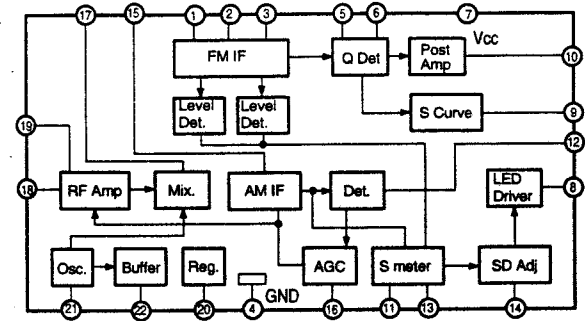 17 15 1 2 3 5 6 7
FM IF
Q Det
Post
Amp
Vcc
10
Level
Det.
Level
Det.
S Curve
9
19
12
18
RF Amp
Mix.
AM IF
Det.
LED
Driver
8
Osc.
Buffer
Reg.
GND
AGC
S meter
SD Adj
21 22 20 4 16 11 13 14